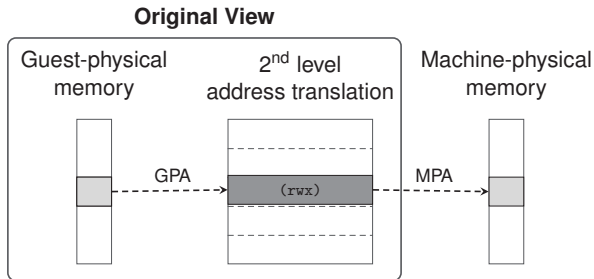 Original View
Guest-physical
memory
2nd level
address translation
Machine-physical
memory
GPA
(rwx)
MPA